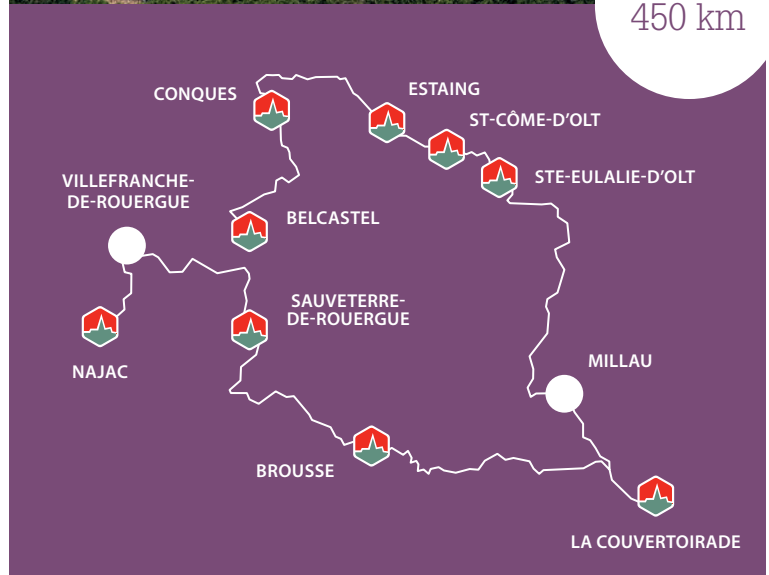 450 km
CONQUES
ESTAING
ST-CÔME-D'OLT
VILLEFRANCHE-
DE-ROUERGUE
STE-EULALIE-D'OLT
BELCASTEL
SAUVETERRE-
DE-ROUERGUE
NAJAC
MILLAU
BROUSSE
LA COUVERTOIRADE